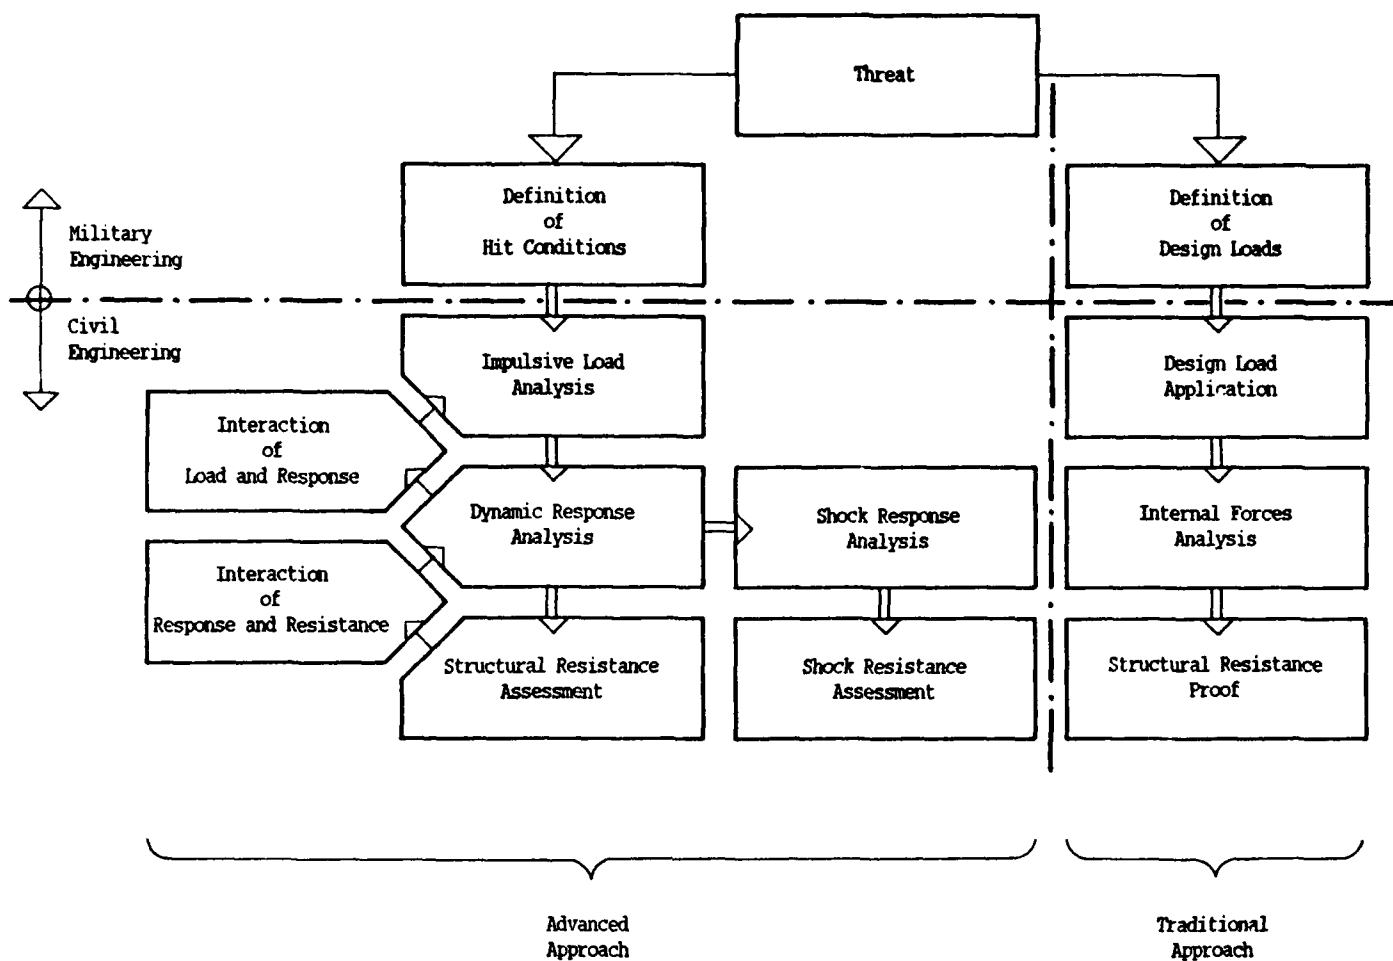 Threat
Definition
of
Hit Conditions
Definition
of
Design Loads
Military
Engineering
Civil
Engineering
Impulsive Load
Analysis
Design Load
Application
Interaction
of
Load and Response
Dynamic Response
Analysis
Shock Response
Analysis
Internal Forces
Analysis
Interaction
of
Response and Resistance
Structural Resistance
Assessment
Shock Resistance
Assessment
Structural Resistance
Proof
Advanced
Approach
Traditional
Approach